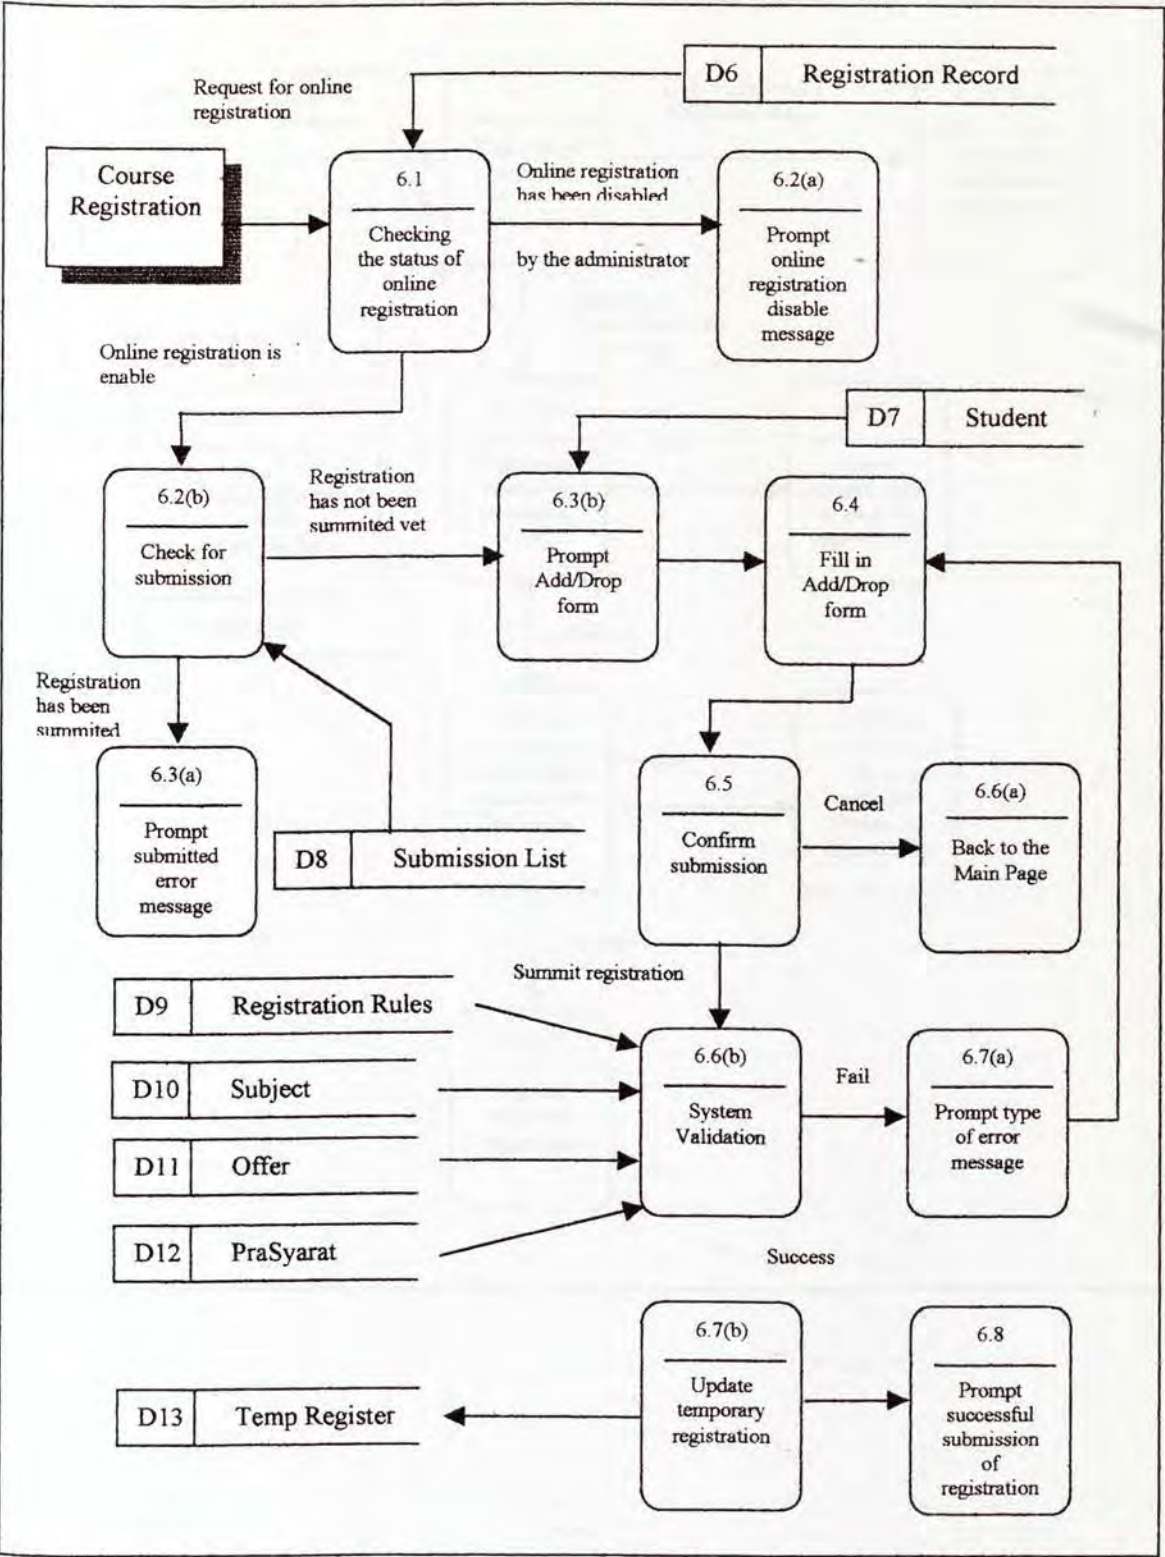 D6 Registration Record
Request for online
registration
Course
Registration
6.1
Checking
the status of
online
registration
Online registration
has been disabled
by the administrator
6.2(a)
Prompt
online
registration
disable
message
Online registration is
enable
D7 Student
6.2(b)
Check for
submission
Registration
has not been
summited yet
6.3(b)
Prompt
Add/Drop
form
6.4
Fill in
Add/Drop
form
Registration
has been
summited
6.3(a)
Prompt
submitted
error
message
D8 Submission List
6.5
Confirm
submission
Cancel
6.6(a)
Back to the
Main Page
Summit registration
D9 Registration Rules
D10 Subject
D11 Offer
D12 PraSyarat
6.6(b)
System
Validation
Fail
6.7(a)
Prompt type
of error
message
Success
6.7(b)
Update
temporary
registration
6.8
Prompt
successful
submission
of
registration
D13 Temp Register